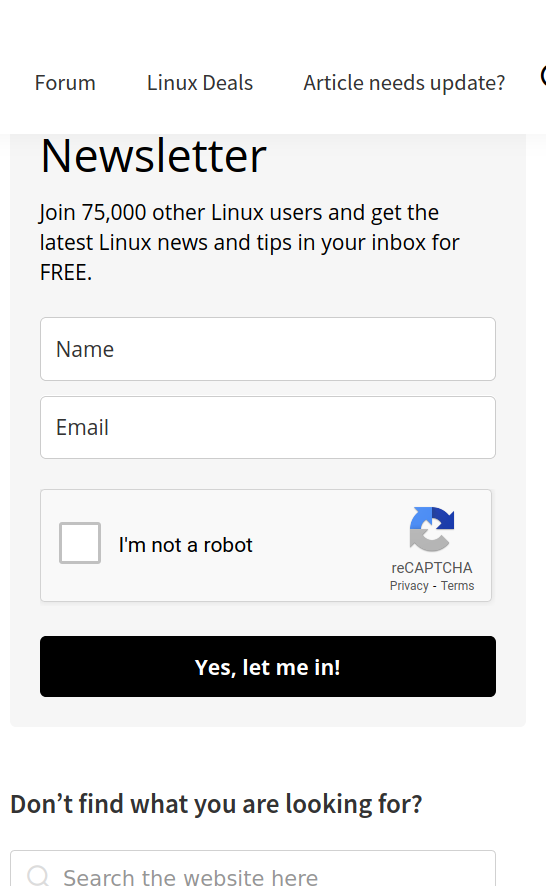 Forum Linux Deals Article needs update?
Newsletter
Join 75,000 other Linux users and get the
latest Linux news and tips in your inbox for
FREE.
Name
Email
I'm not a robot
reCAPTCHA
Privacy - Terms
Yes, let me in!
Don’t find what you are looking for?
Search the website here